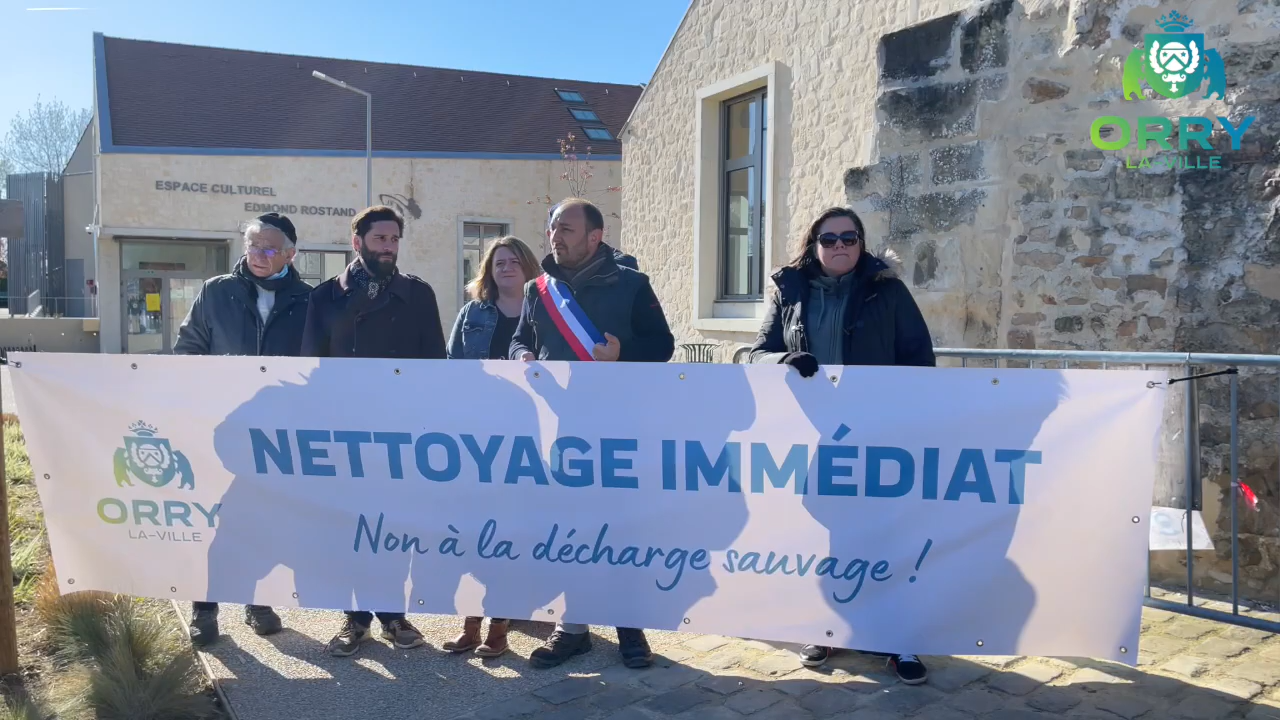 ORRY
LA-VILLE
ESPACE CULTUREL
EDMOND ROSTAND
NETTOYAGE IMMÉDIAT
Non à la décharge sauvage !
ORRY
LA-VILLE